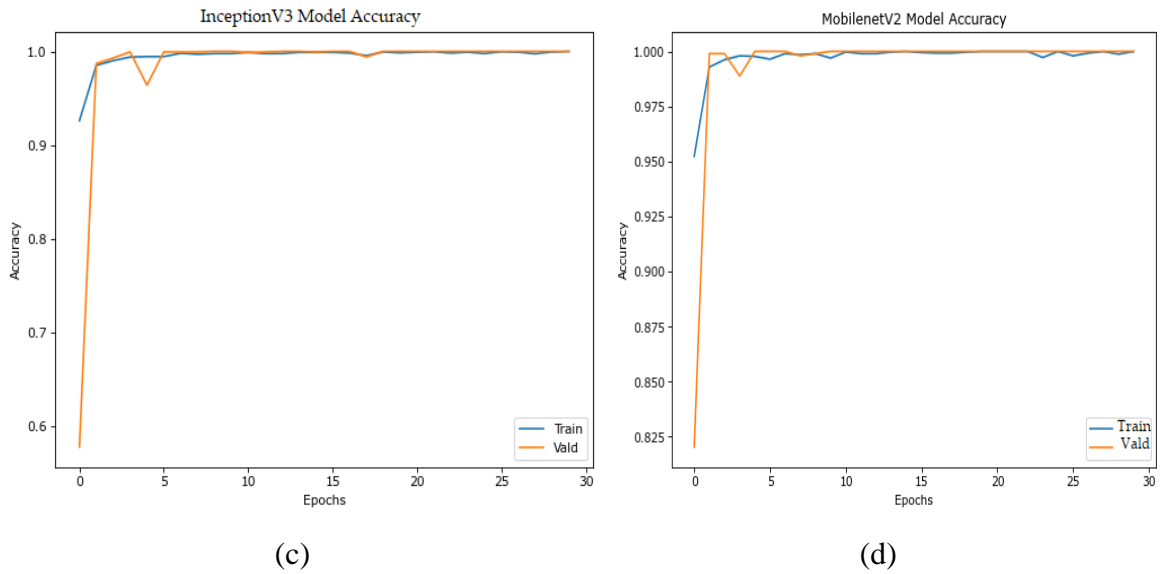 InceptionV3 Model Accuracy
1.0
0.9
0.8
0.7
0.6
Accuracy
0 5 10 15 20 25 30
Epochs
Train
Vald
(c)
MobilenetV2 Model Accuracy
1.000
0.975
0.950
0.925
0.900
0.875
0.850
0.825
Accuracy
0 5 10 15 20 25 30
Epochs
Train
Vald
(d)